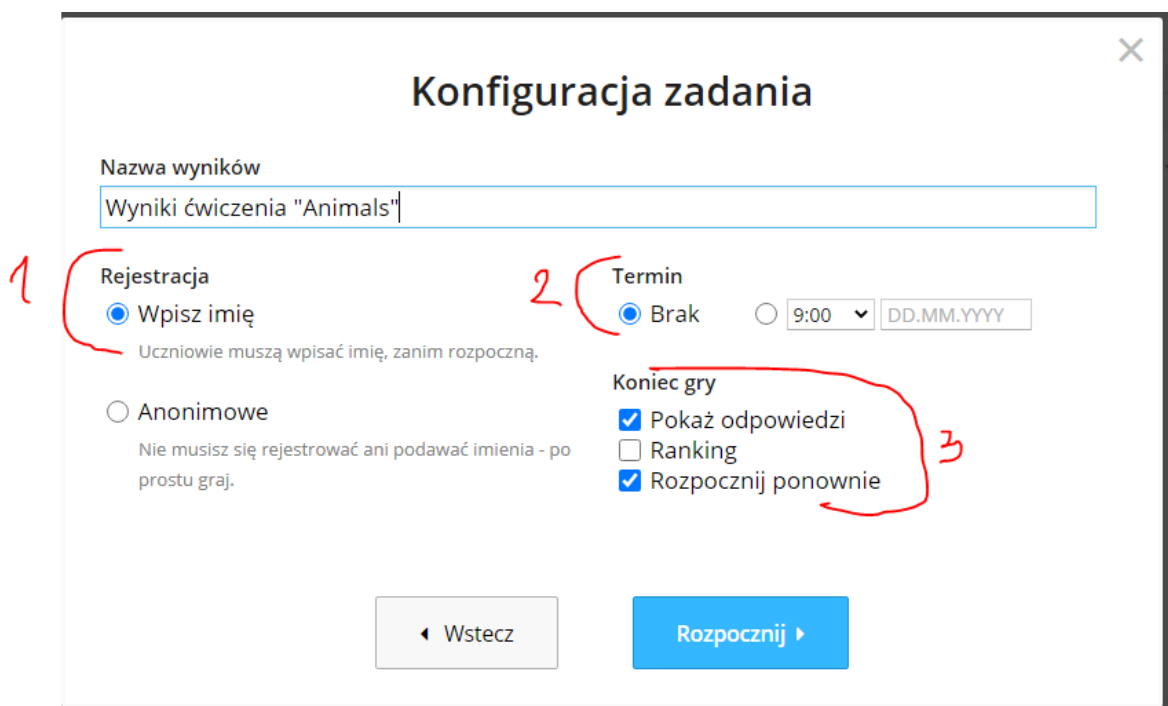 Konfiguracja zadania
Nazwa wyników
Wyniki ćwiczenia "Animals"
1
Rejestracja
Wpisz imię
Uczniowie muszą wpisać imię, zanim rozpoczną.
Anonimowe
Nie musisz się rejestrować ani podawać imienia - po
prostu graj.
2
Termin
Brak 9:00 DD.MM.YYYY
Koniec gry
Pokaż odpowiedzi
Ranking
Rozpocznij ponownie
3
Wstecz
Rozpocznij